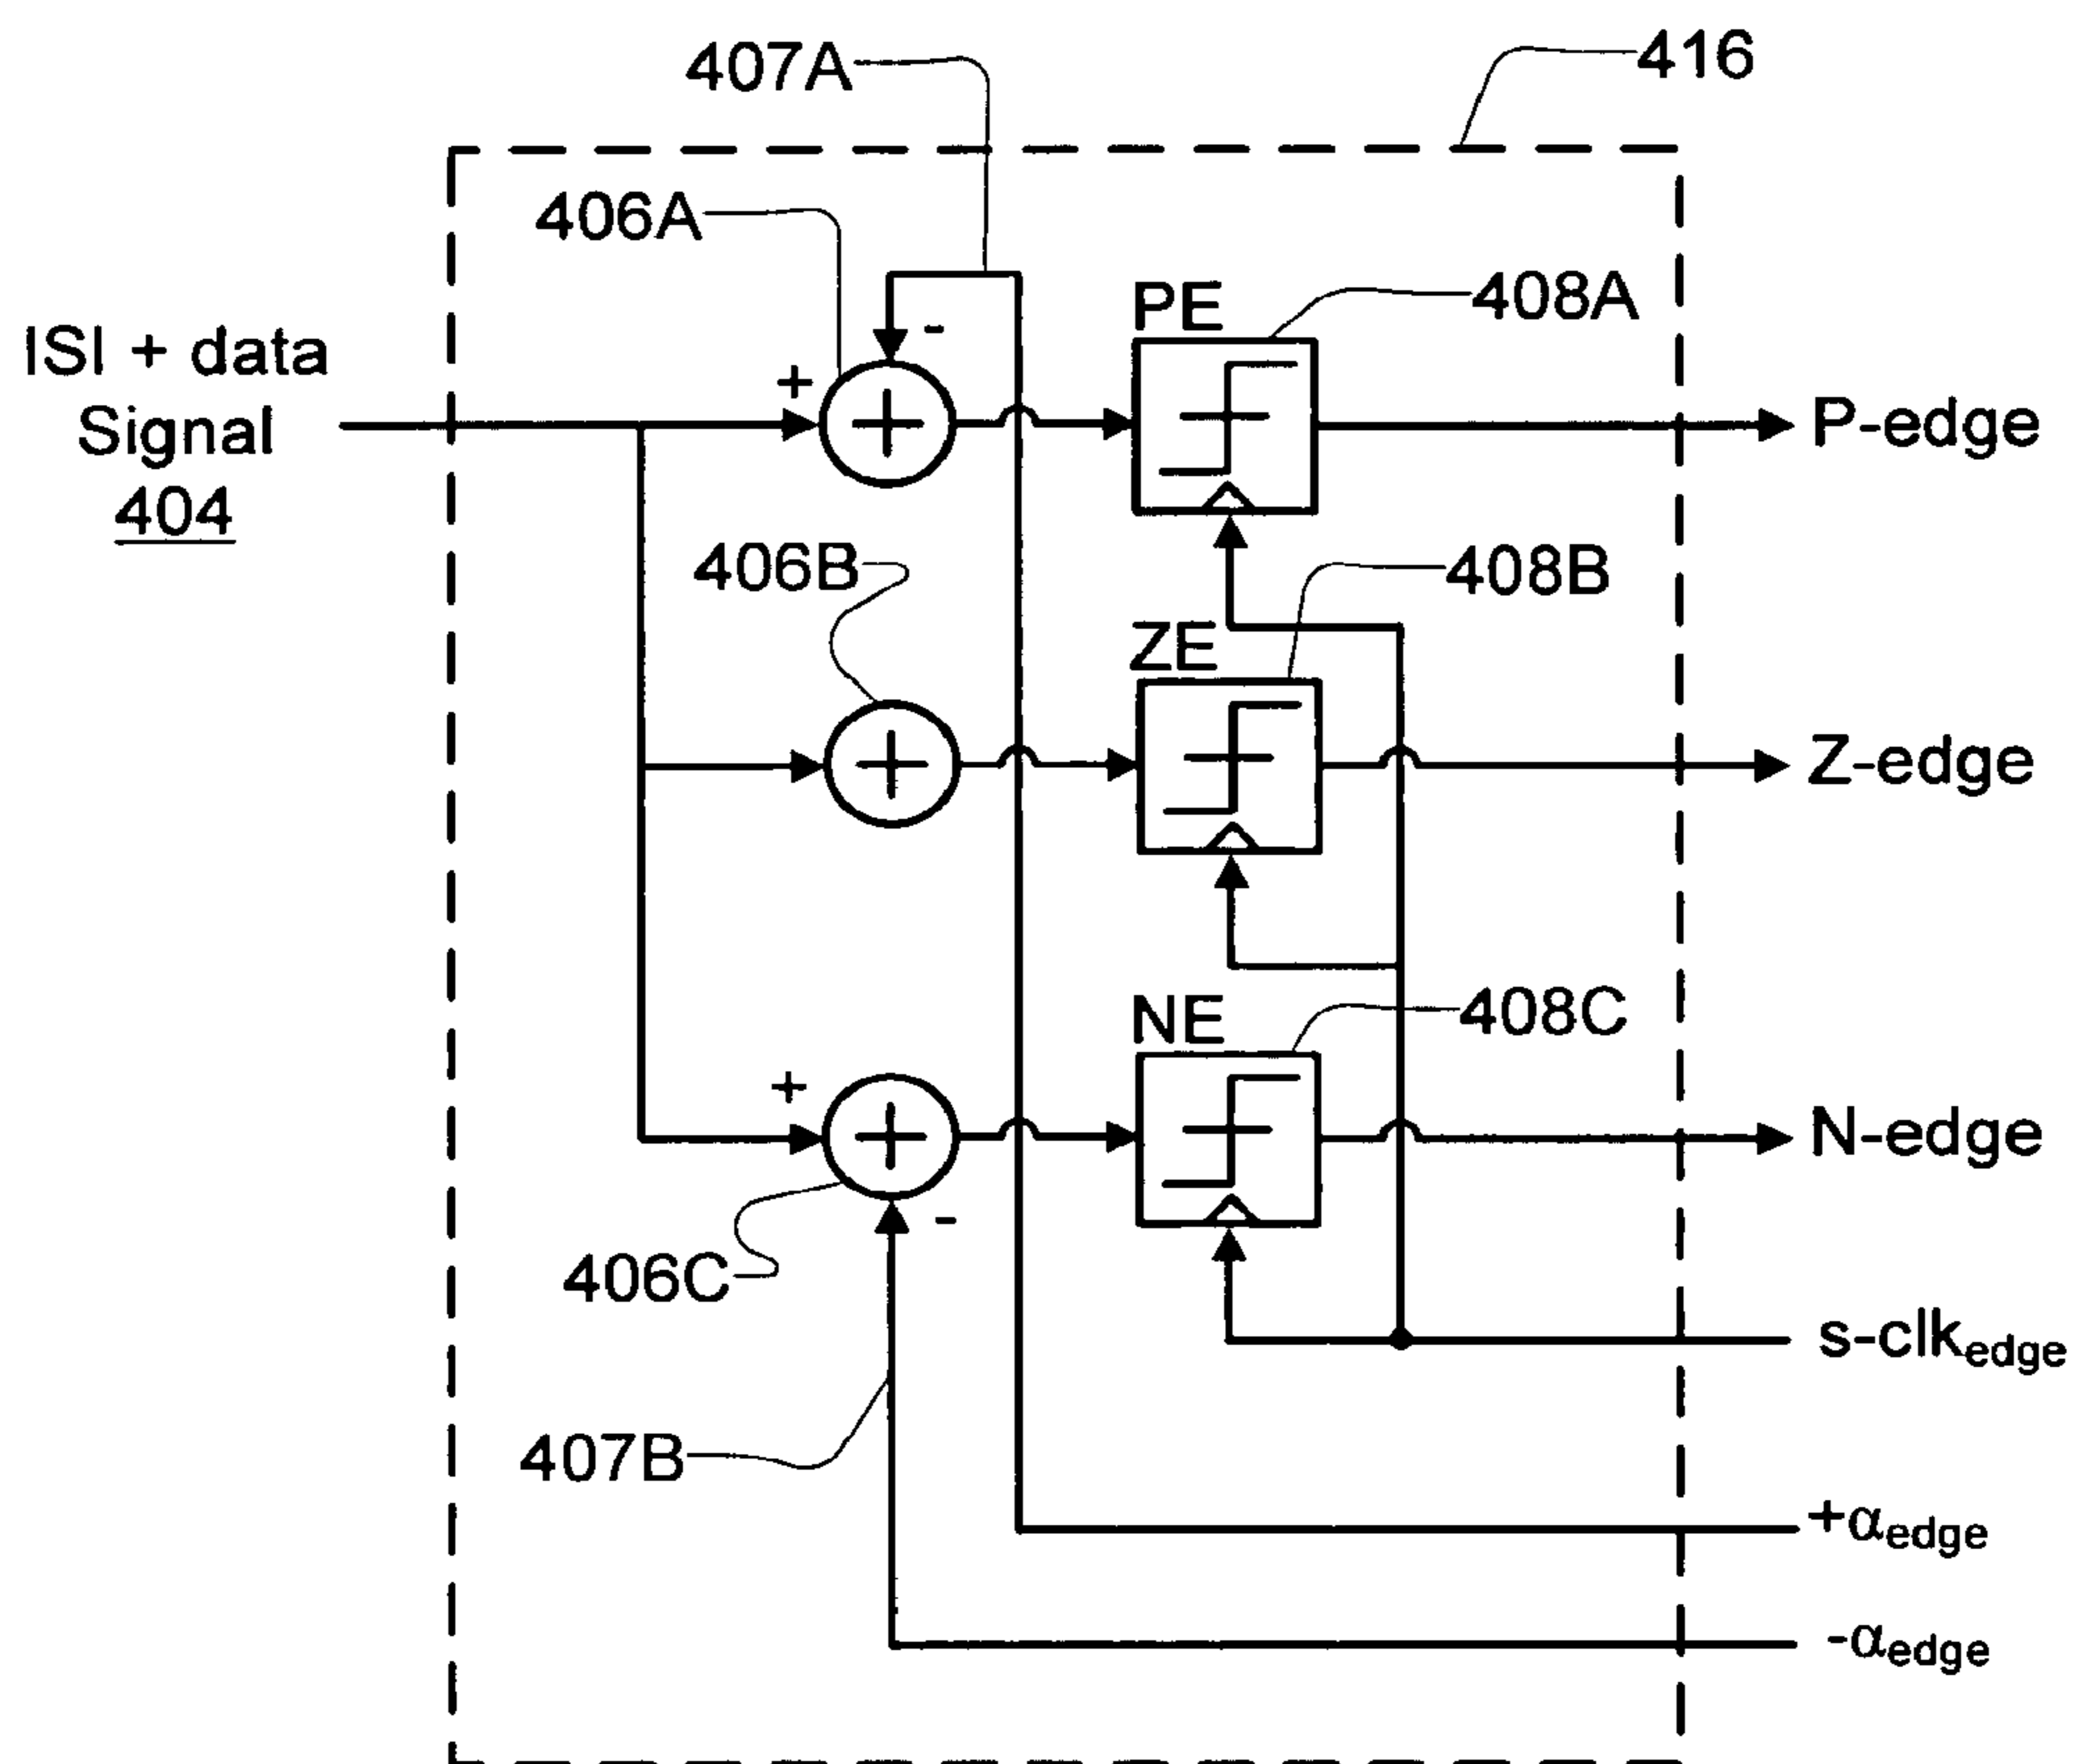 407A
416
406A
PE
408A
ISI + data
Signal
404
+
-
P-edge
406B
408B
ZE
Z-edge
NE
408C
+
N-edge
-
406C
s-clkedge
407B
+αedge
-αedge